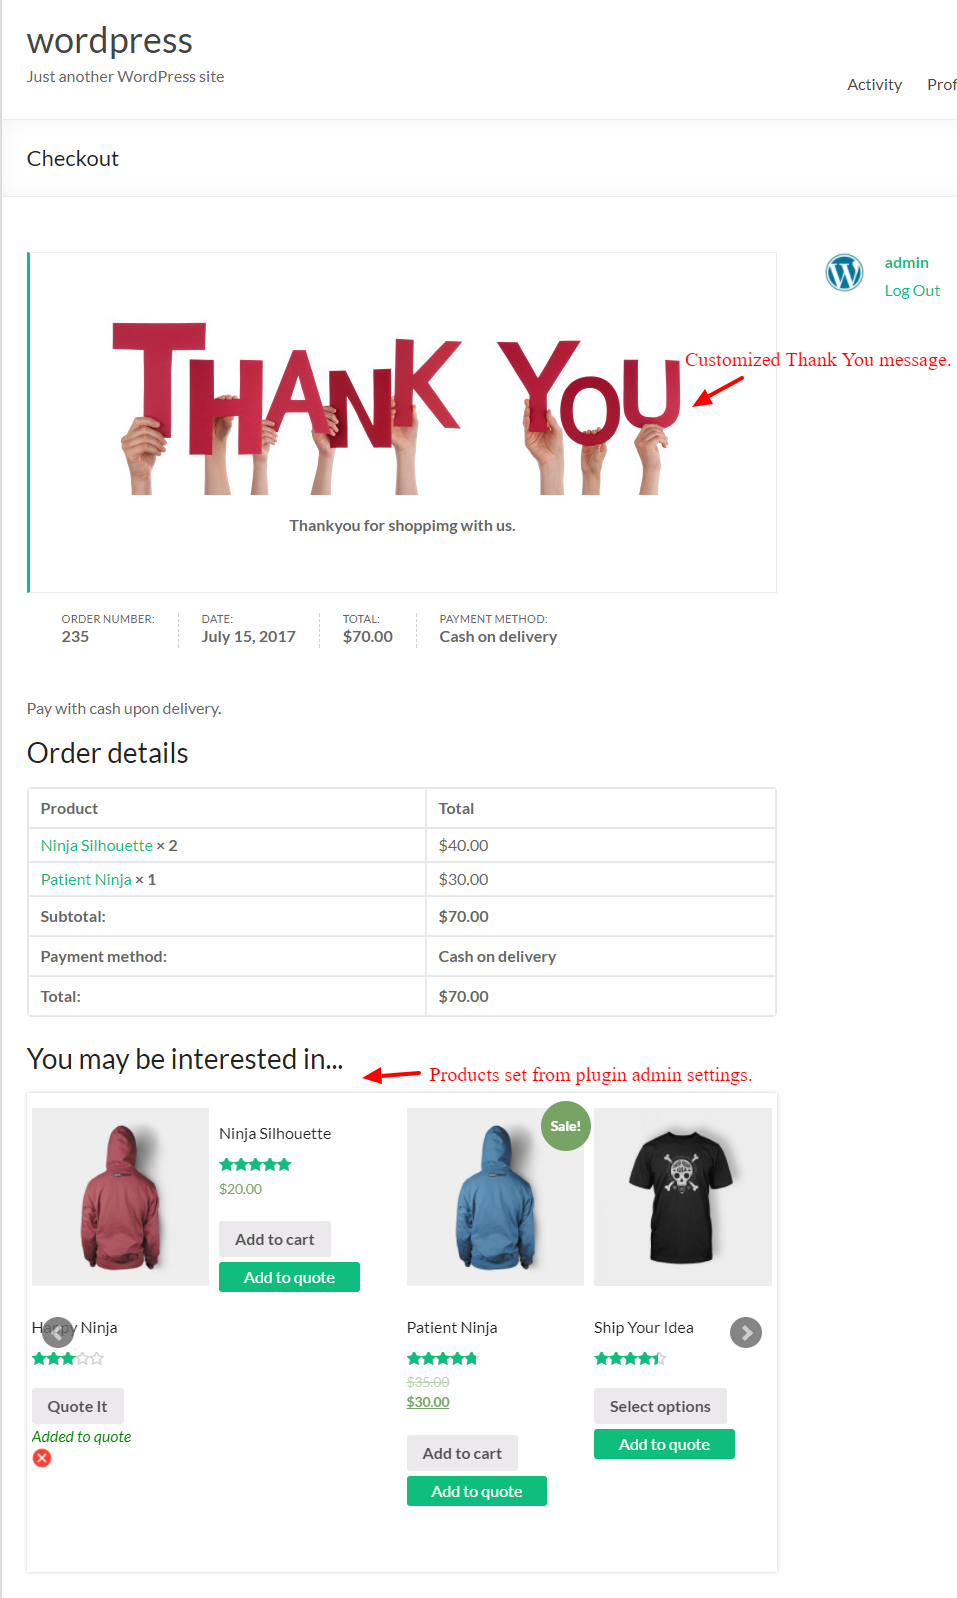 wordpress
Just another WordPress site
Activity Prof
Checkout
admin
Log Out
THANK YOU
Customized Thank You message.
Thankyou for shoppimg with us.
ORDER NUMBER: DATE: TOTAL: PAYMENT METHOD:
235 July 15, 2017 $70.00 Cash on delivery
Pay with cash upon delivery.
Order details
Product Total
Ninja Silhouette × 2 $40.00
Patient Ninja × 1 $30.00
Subtotal: $70.00
Payment method: Cash on delivery
Total: $70.00
You may be interested in...
Products set from plugin admin settings.
Happy Ninja
Quote It
Added to quote
Ninja Silhouette
$20.00
Add to cart
Add to quote
Sale!
Patient Ninja
$35.00
$30.00
Add to cart
Add to quote
Ship Your Idea
Select options
Add to quote